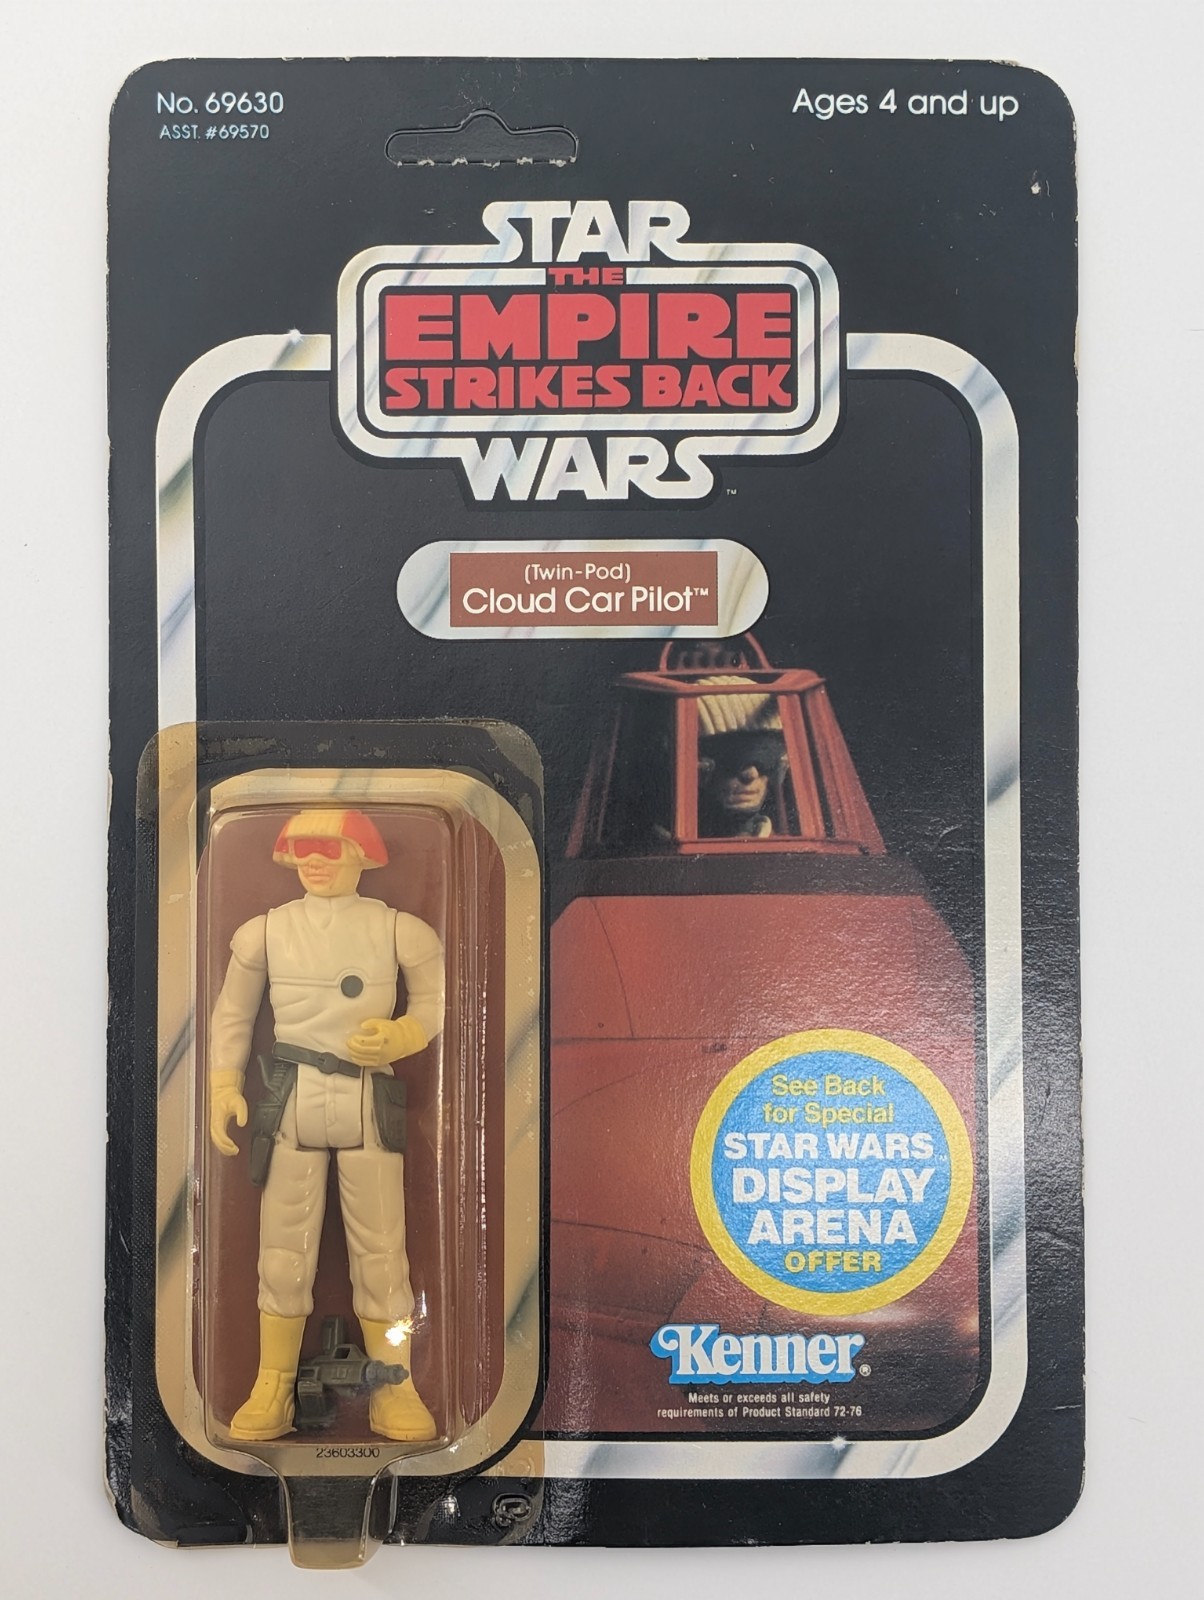 No. 69630
ASST. #69570
Ages 4 and up
STAR
THE
EMPIRE
STRIKES BACK
WARS™
(Twin-Pod)
Cloud Car Pilot™
See Back
for Special
STAR WARS™
DISPLAY
ARENA
OFFER
Kenner®
Meets or exceeds all safety
requirements of Product Standard 72-76
23603300